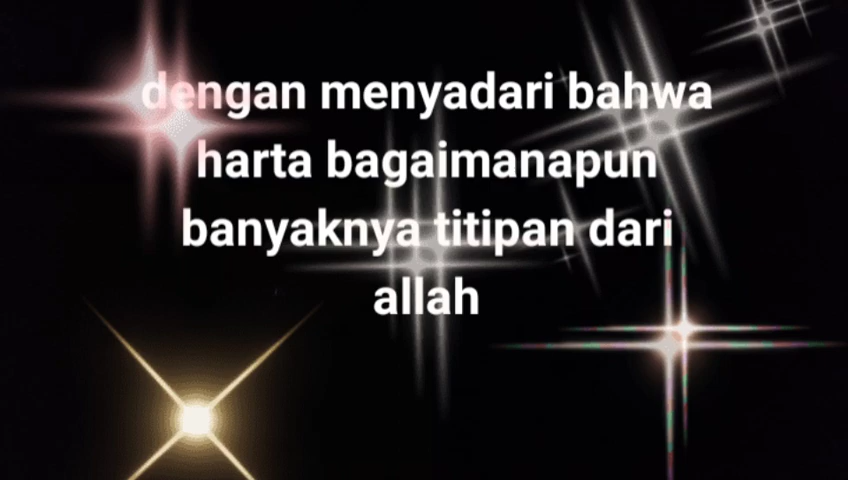 dengan menyadari bahwa
harta bagaimanapun
banyaknya titipan dari
allah